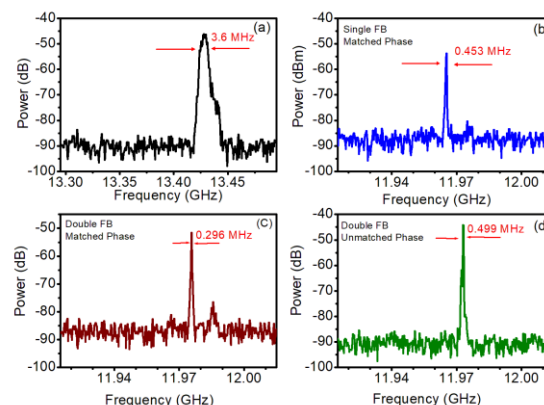 (a)
3.6 MHz
Power (dB)
-40
-50
-60
-70
-80
-90
-100
13.30 13.35 13.40 13.45
Frequency (GHz)
Single FB
Matched Phase
(b)
0.453 MHz
Power (dBm)
-40
-50
-60
-70
-80
-90
-100
11.94 11.97 12.00
Frequency (GHz)
Double FB
Matched Phase
(C)
0.296 MHz
Power (dB)
-40
-50
-60
-70
-80
-90
-100
11.94 11.976 12.00
Frequency (GHz)
Double FB
Unmatched Phase
(d)
0.499 MHz
Power (dB)
-40
-50
-60
-70
-80
-90
-100
11.94 11.97 12.00
Frequency (GHz)